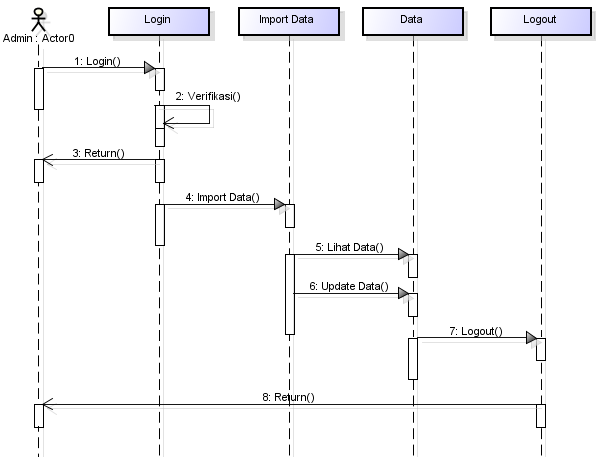 Login
Import Data
Data
Logout
Admin : Actor0
1: Login()
2: Verifikasi()
3: Return()
4: Import Data()
5: Lihat Data()
6: Update Data()
7: Logout()
8: Return()